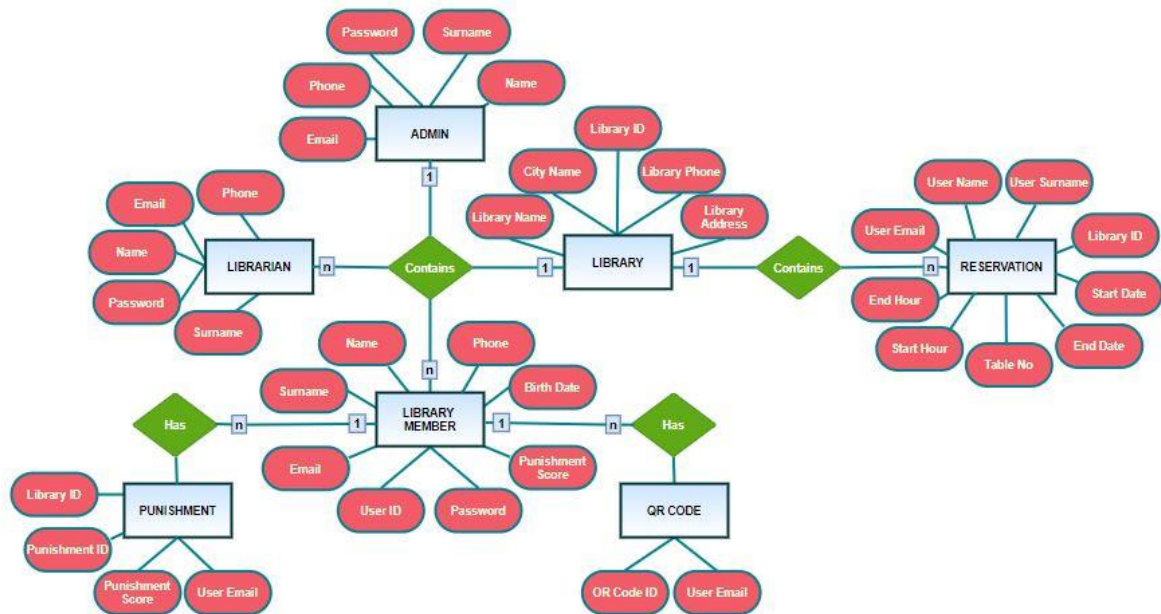 Password
Surname
Phone
Name
Email
ADMIN
1
Library ID
City Name
Library Phone
Library Name
Library
Address
LIBRARY
1
1
Email
Phone
Name
Password
Surname
LIBRARIAN
n
Contains
n
Contains
n
User Name
User Surname
User Email
Library ID
End Hour
Start Date
Start Hour
Table No
End Date
RESERVATION
Name
Phone
Surname
Birth Date
LIBRARY
MEMBER
Email
User ID
Password
Punishment
Score
Has
n
1
1
n
Has
Library ID
Punishment ID
Punishment
Score
User Email
PUNISHMENT
QR CODE
OR Code ID
User Email